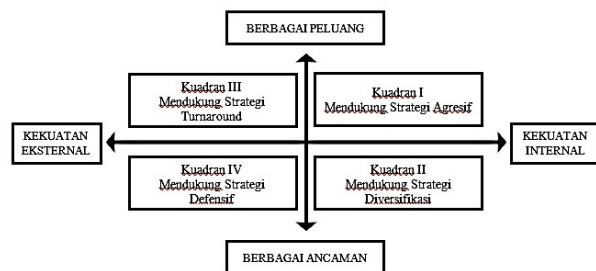 BERBAGAI PELUANG
Kuadran III
Mendukung Strategi
Turnaround
Kuadran I
Mendukung Strategi Agresif
KEKUATAN
EKSTERNAL
KEKUATAN
INTERNAL
Kuadran IV
Mendukung Strategi
Defensif
Kuadran II
Mendukung Strategi
Diversifikasi
BERBAGAI ANCAMAN